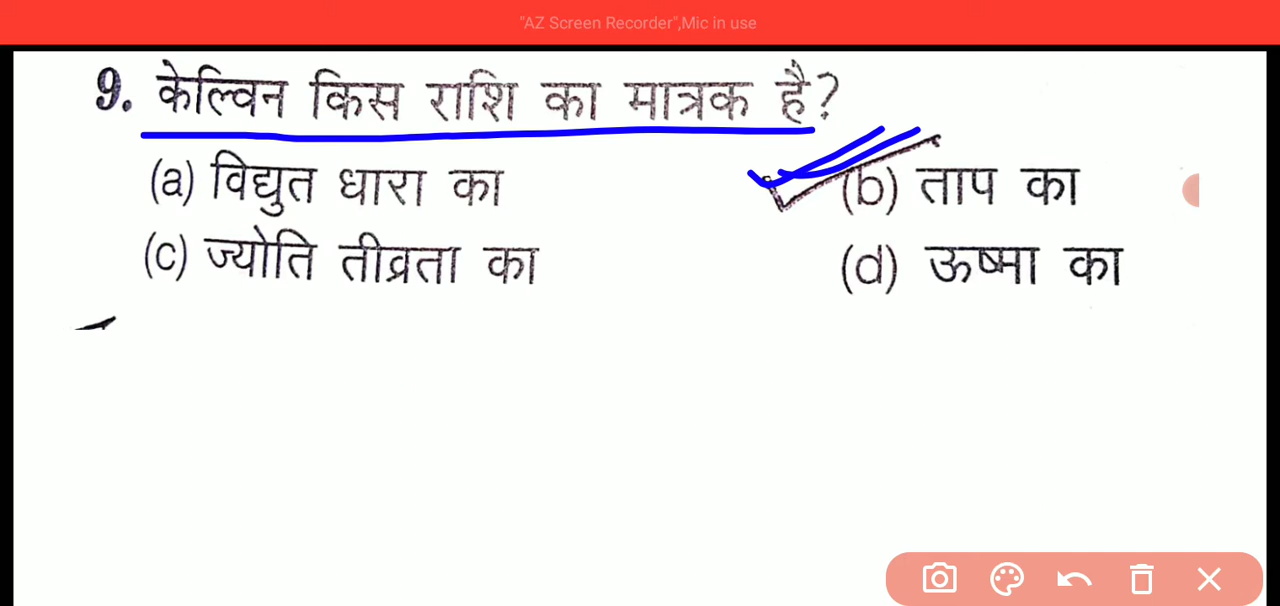 "AZ Screen Recorder",Mic in use
9. केल्विन किस राशि का मात्रक है?
(a) विद्युत धारा का (b) ताप का
(c) ज्योति तीव्रता का (d) ऊष्मा का